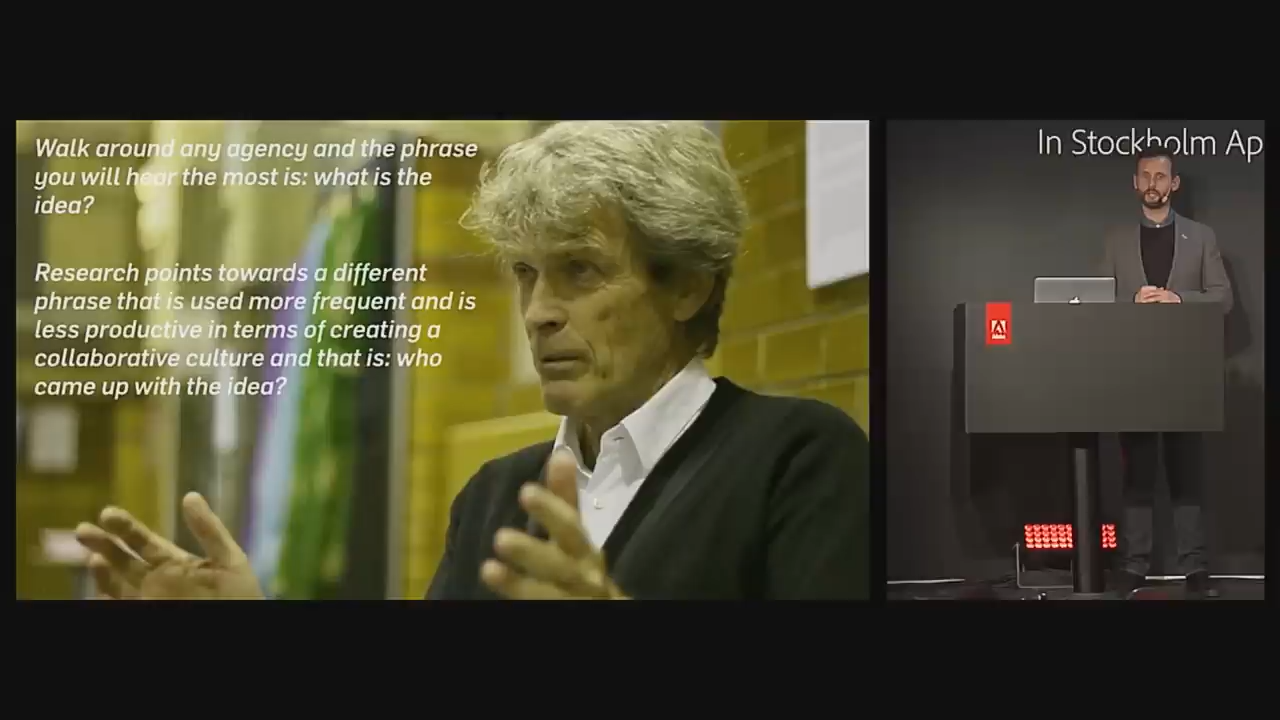 Walk around any agency and the phrase
you will hear the most is: what is the
idea?
Research points towards a different
phrase that is used more frequent and is
less productive in terms of creating a
collaborative culture and that is: who
came up with the idea?
In Stockholm Ap